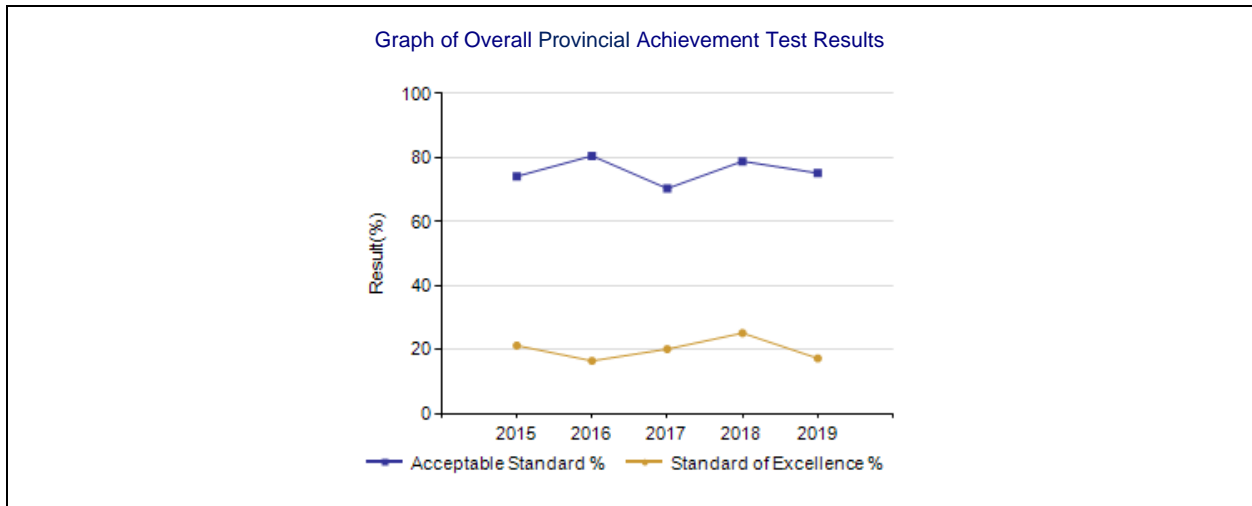 Graph of Overall Provincial Achievement Test Results
100
80
60
40
20
0
Result(%)
2015 2016 2017 2018 2019
Acceptable Standard % Standard of Excellence %